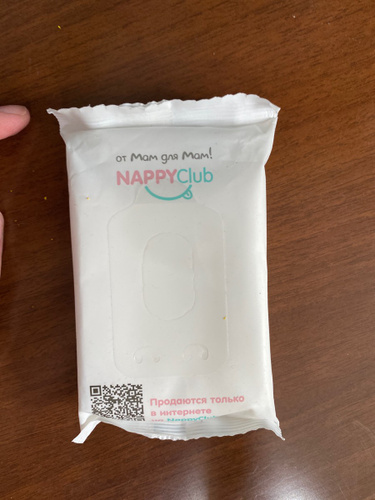 от Мам для Мам!
NAPPYClub
Продаются только
в интернете